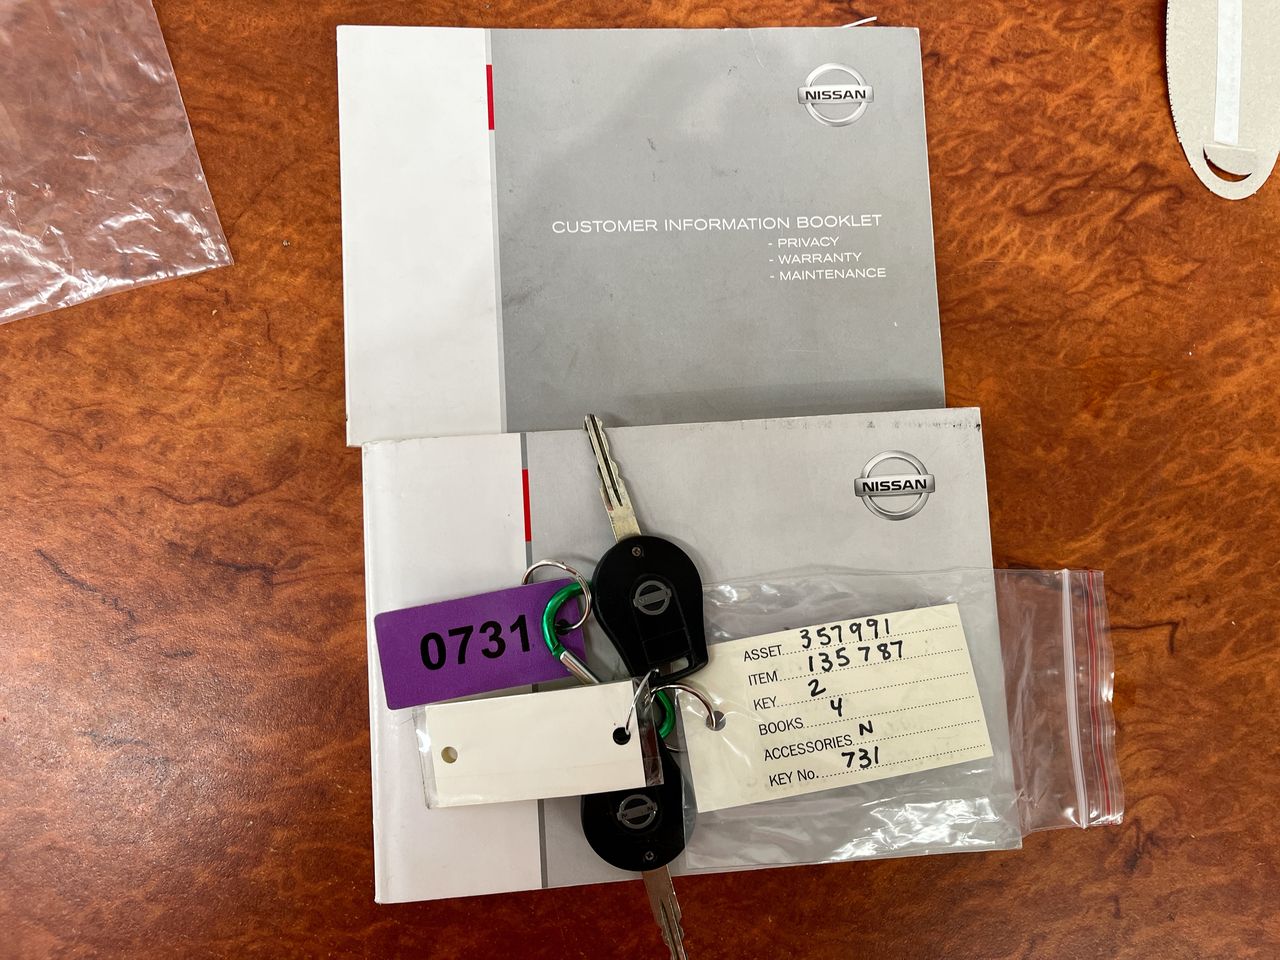 NISSAN
CUSTOMER INFORMATION BOOKLET
- PRIVACY
- WARRANTY
- MAINTENANCE
NISSAN
0731
ASSET 357991
ITEM 135787
KEY 2
BOOKS 4
ACCESSORIES N
KEY No. 731